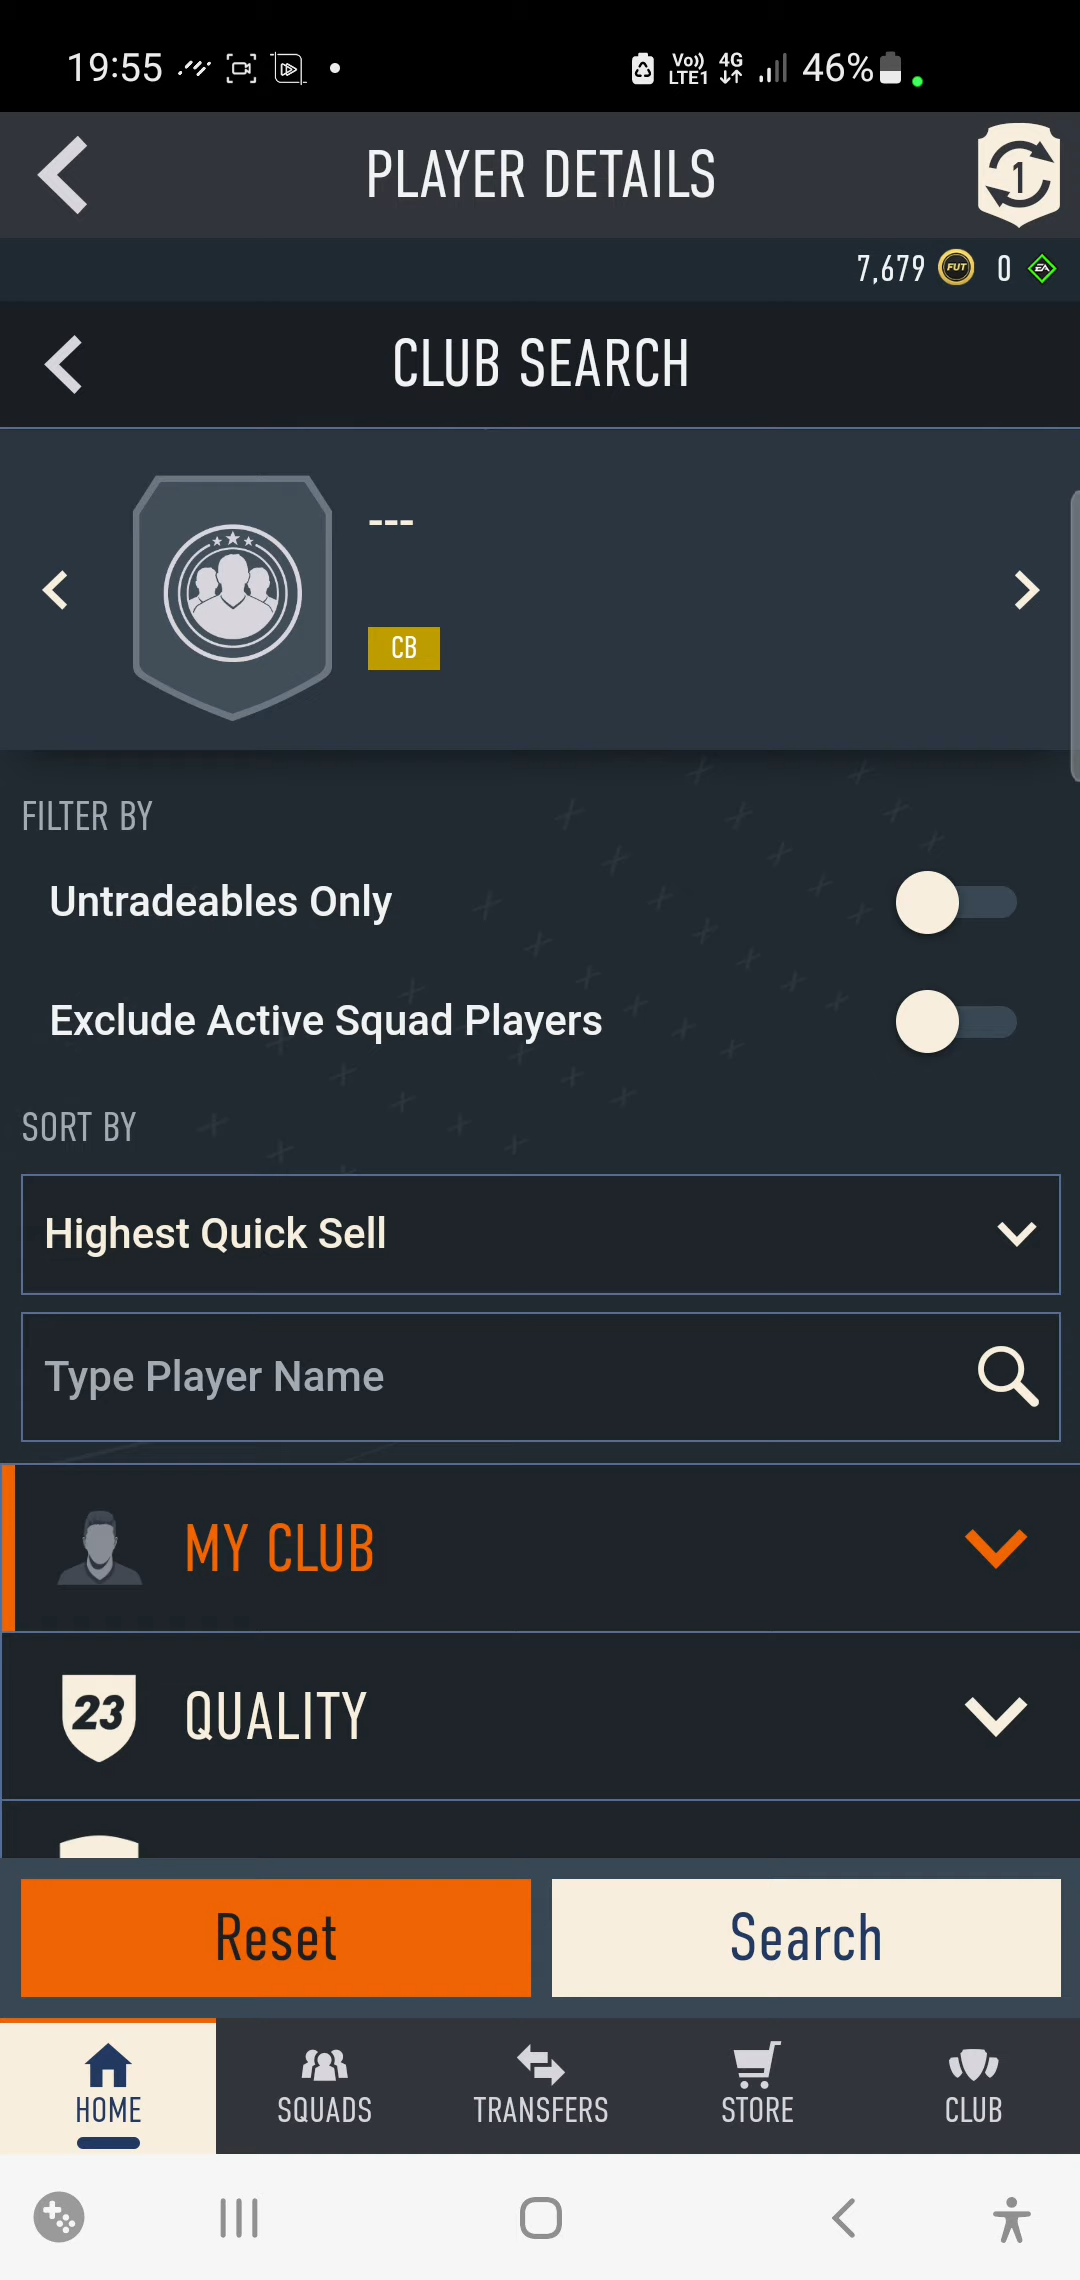 19:55 Vo)) LTE1 4G 46%
PLAYER DETAILS 1
7,679 FUT 0 EA
CLUB SEARCH
---
CB
FILTER BY
Untradeables Only
Exclude Active Squad Players
SORT BY
Highest Quick Sell
Type Player Name
MY CLUB
23 QUALITY
Reset Search
HOME SQUADS TRANSFERS STORE CLUB